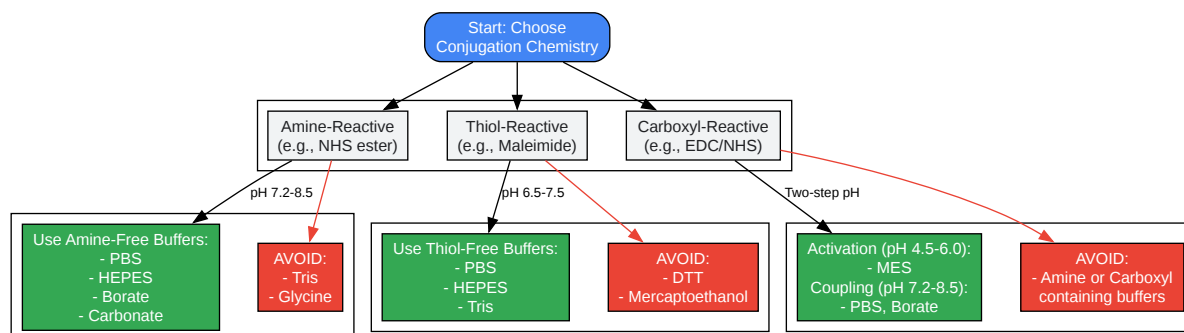 Start: Choose
Conjugation Chemistry
Amine-Reactive
(e.g., NHS ester)
Thiol-Reactive
(e.g., Maleimide)
Carboxyl-Reactive
(e.g., EDC/NHS)
pH 7.2-8.5
pH 6.5-7.5
Two-step pH
Use Amine-Free Buffers:
- PBS
- HEPES
- Borate
- Carbonate
AVOID:
- Tris
- Glycine
Use Thiol-Free Buffers:
- PBS
- HEPES
- Tris
AVOID:
- DTT
- Mercaptoethanol
Activation (pH 4.5-6.0):
- MES
Coupling (pH 7.2-8.5):
- PBS, Borate
AVOID:
- Amine or Carboxyl
containing buffers